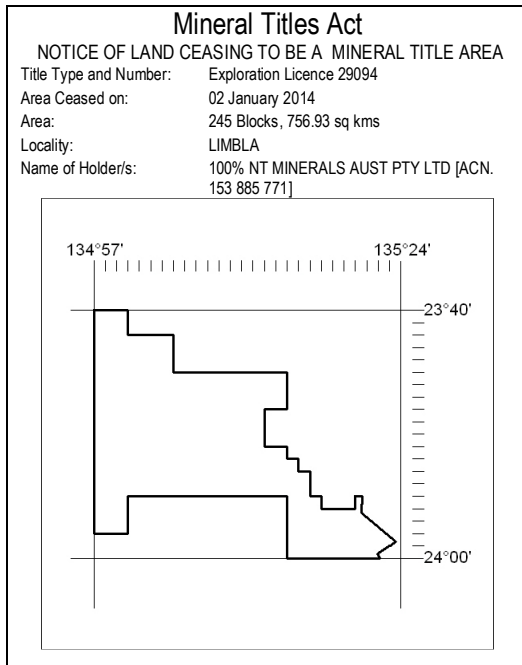 Mineral Titles Act
NOTICE OF LAND CEASING TO BE A MINERAL TITLE AREA
Title Type and Number: Exploration Licence 29094
Area Ceased on: 02 January 2014
Area: 245 Blocks, 756.93 sq kms
Locality: LIMBLA
Name of Holder/s: 100% NT MINERALS AUST PTY LTD [ACN.
153 885 771]
134°57' 135°24'
23°40'
24°00'